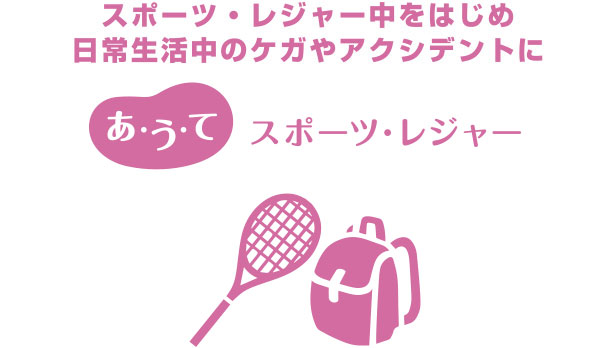 スポーツ・レジャー中をはじめ
日常生活中のケガやアクシデントに
あ・う・て スポーツ・レジャー